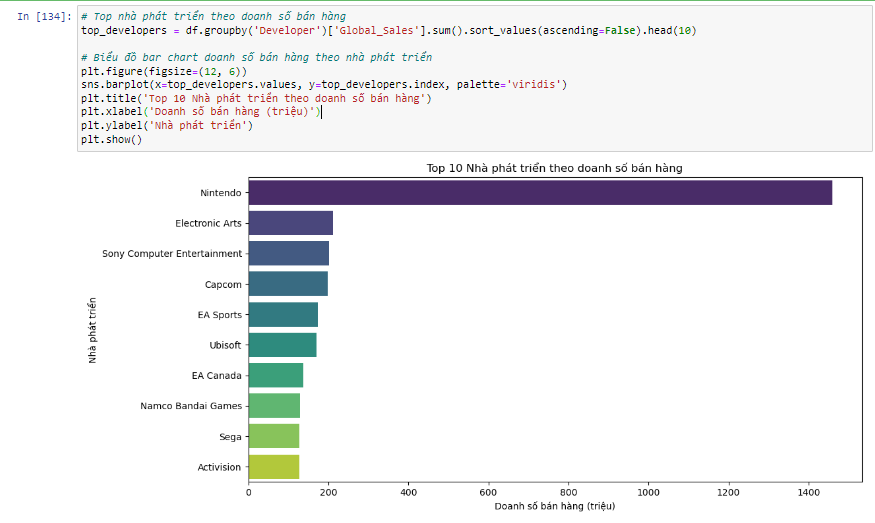 In [134]:
# Top nhà phát triển theo doanh số bán hàng
top_developers = df.groupby('Developer')['Global_Sales'].sum().sort_values(ascending=False).head(10)
# Biểu đồ bar chart doanh số bán hàng theo nhà phát triển
plt.figure(figsize=(12, 6))
sns.barplot(x=top_developers.values, y=top_developers.index, palette='viridis')
plt.title('Top 10 Nhà phát triển theo doanh số bán hàng')
plt.xlabel('Doanh số bán hàng (triệu)')
plt.ylabel('Nhà phát triển')
plt.show()
Top 10 Nhà phát triển theo doanh số bán hàng
Nintendo
Electronic Arts
Sony Computer Entertainment
Capcom
EA Sports
Ubisoft
EA Canada
Namco Bandai Games
Sega
Activision
Nhà phát triển
0 200 400 600 800 1000 1200 1400
Doanh số bán hàng (triệu)